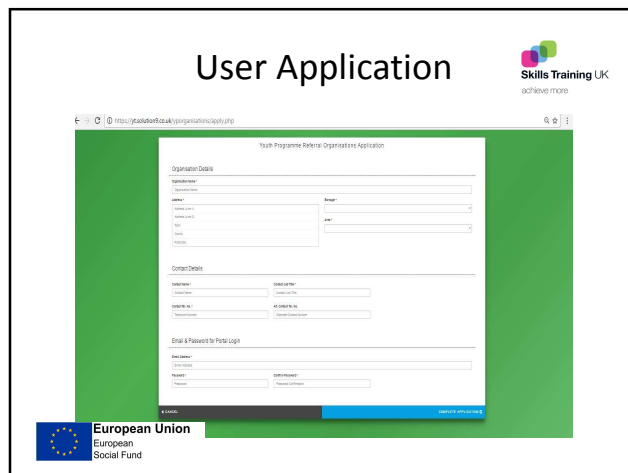 User Application
Skills Training UK
achieve more
https://yt.solution9.co.uk/yporganisations/apply.php
Youth Programme Referral Organisations Application
Organisation Details
Organisation Name *
Organisation Name
Address *
Borough *
Address (Line 1)
Address (Line 2)
Area *
Town
County
Postcode
Contact Details
Contact Name *
Contact Job Title *
Contact Name
Contact Job Title
Contact No. *
Alt. Contact No.
Telephone Number
Alternate Contact Number
Email & Password for Portal Login
Email Address *
Email Address
Password *
Confirm Password *
Password
Password Confirmation
CANCEL
COMPLETE APPLICATION
European Union
European
Social Fund